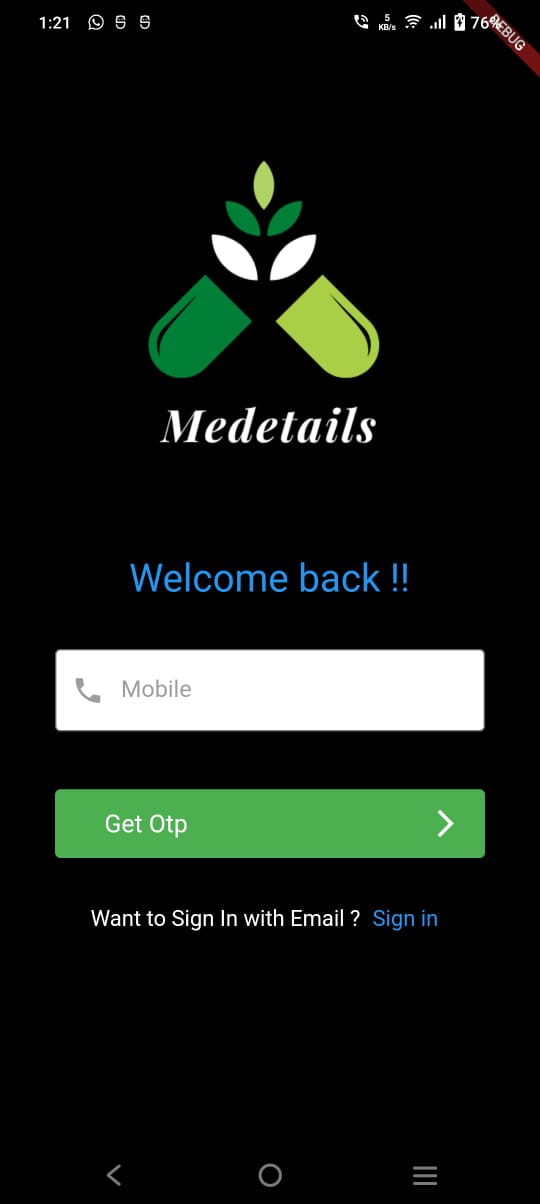 1:21 5 KB/s 76%
DEBUG
Medetails
Welcome back !!
Mobile
Get Otp
Want to Sign In with Email ? Sign in